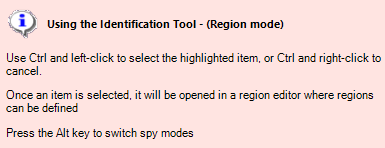 Using the Identification Tool - (Region mode)
Use Ctrl and left-click to select the highlighted item, or Ctrl and right-click to
cancel.
Once an item is selected, it will be opened in a region editor where regions
can be defined
Press the Alt key to switch spy modes